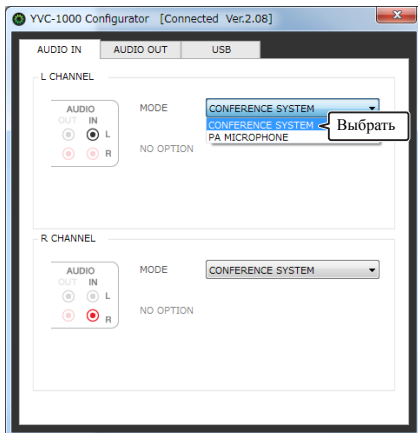 YVC-1000 Configurator [Connected Ver.2.08]
AUDIO IN AUDIO OUT USB
L CHANNEL
AUDIO
OUT IN
L
R
MODE
CONFERENCE SYSTEM
CONFERENCE SYSTEM
PA MICROPHONE
Выбрать
NO OPTION
R CHANNEL
AUDIO
OUT IN
L
R
MODE
CONFERENCE SYSTEM
NO OPTION